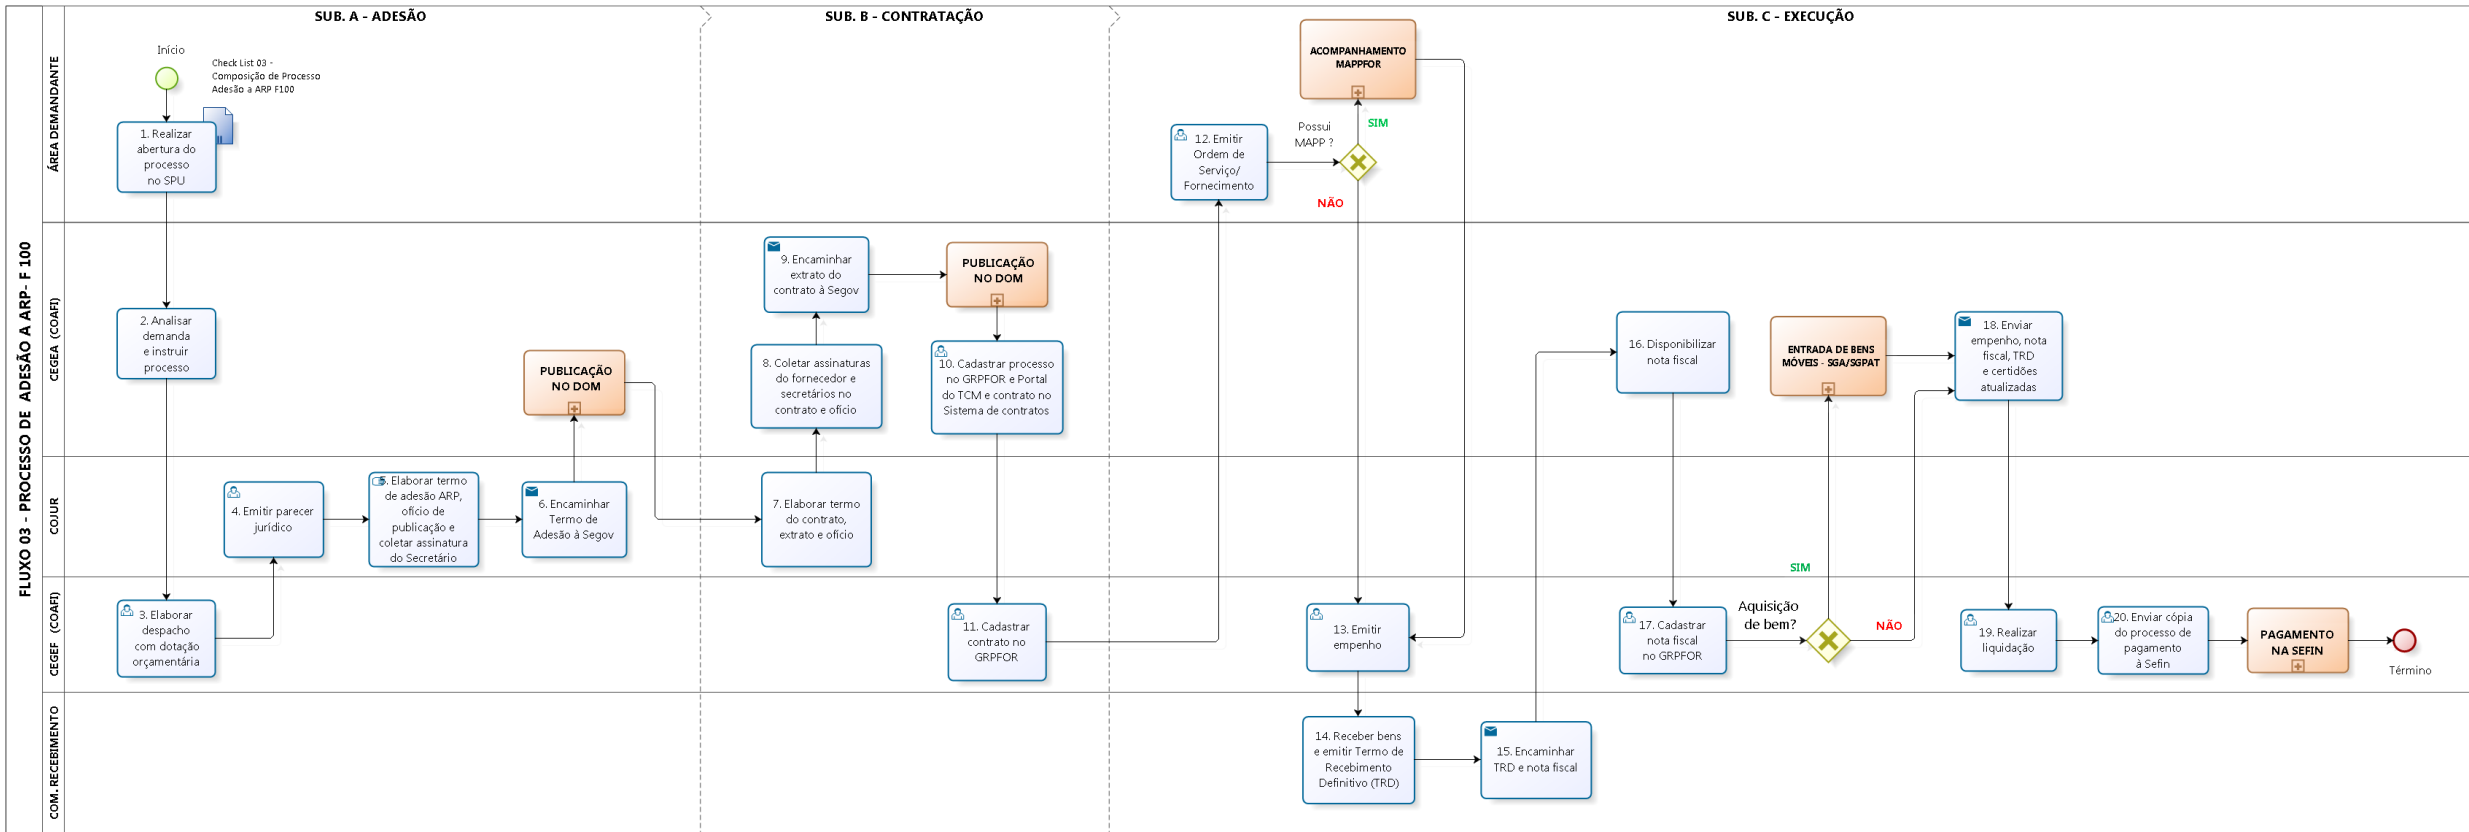 FLUXO 03 - PROCESSO DE ADESÃO A ARP- F 100
SUB. A - ADESÃO
SUB. B - CONTRATAÇÃO
SUB. C - EXECUÇÃO
ÁREA DEMANDANTE
Início
Check List 03 -
Composição de Processo
Adesão a ARP F100
1. Realizar
abertura do
processo
no SPU
12. Emitir
Ordem de
Serviço/
Fornecimento
Possui
MAPP ?
SIM
NÃO
ACOMPANHAMENTO
MAPPFOR
CEGEA (COAFI)
2. Analisar
demanda
e instruir
processo
PUBLICAÇÃO
NO DOM
9. Encaminhar
extrato do
contrato à Segov
PUBLICAÇÃO
NO DOM
8. Coletar assinaturas
do fornecedor e
secretários no
contrato e ofício
10. Cadastrar processo
no GRPFOR e Portal
do TCM e contrato no
Sistema de contratos
16. Disponibilizar
nota fiscal
ENTRADA DE BENS
MÓVEIS - SGA/SGPAT
18. Enviar
empenho, nota
fiscal, TRD
e certidões
atualizadas
COJUR
4. Emitir parecer
jurídico
5. Elaborar termo
de adesão ARP,
ofício de
publicação e
coletar assinatura
do Secretário
6. Encaminhar
Termo de
Adesão à Segov
7. Elaborar termo
do contrato,
extrato e ofício
SIM
CEGEF (COAFI)
3. Elaborar
despacho
com dotação
orçamentária
11. Cadastrar
contrato no
GRPFOR
13. Emitir
empenho
17. Cadastrar
nota fiscal
no GRPFOR
Aquisição
de bem?
NÃO
19. Realizar
liquidação
20. Enviar cópia
do processo de
pagamento
à Sefin
PAGAMENTO
NA SEFIN
Término
COM. RECEBIMENTO
14. Receber bens
e emitir Termo de
Recebimento
Definitivo (TRD)
15. Encaminhar
TRD e nota fiscal